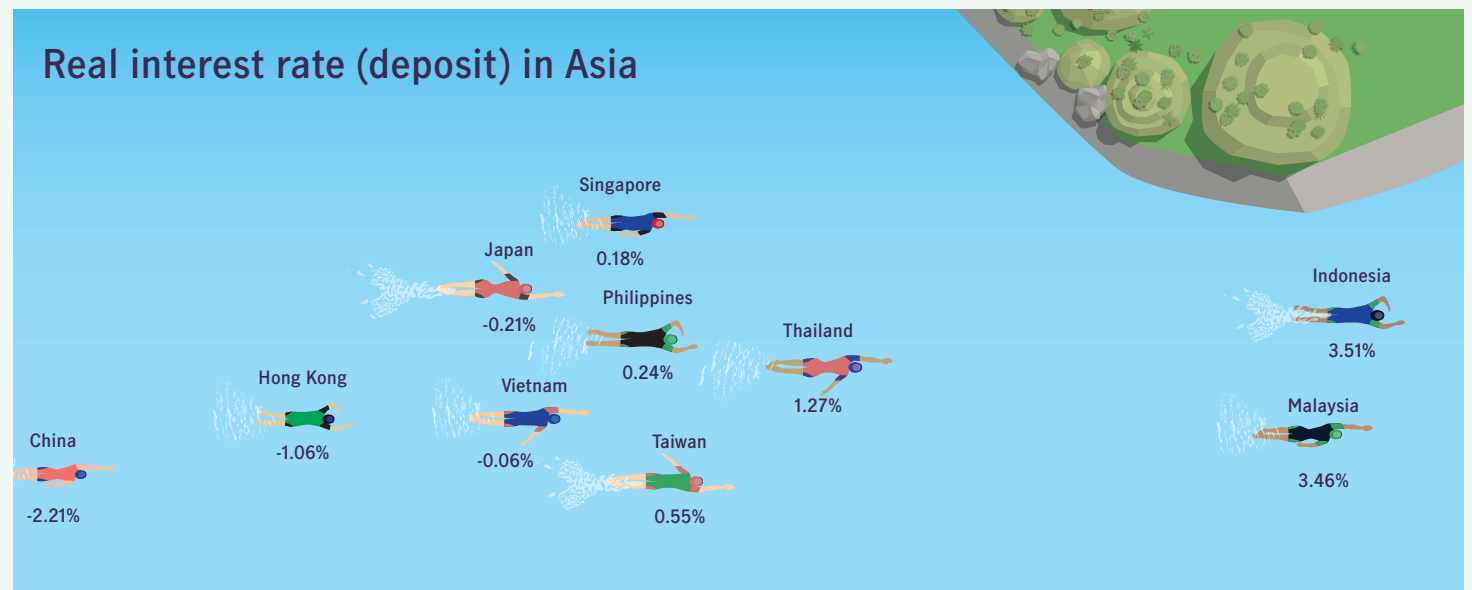 Real interest rate (deposit) in Asia
Singapore
0.18%
Japan
-0.21%
Philippines
0.24%
Indonesia
3.51%
Thailand
1.27%
Hong Kong
-1.06%
Vietnam
-0.06%
Malaysia
3.46%
China
-2.21%
Taiwan
0.55%